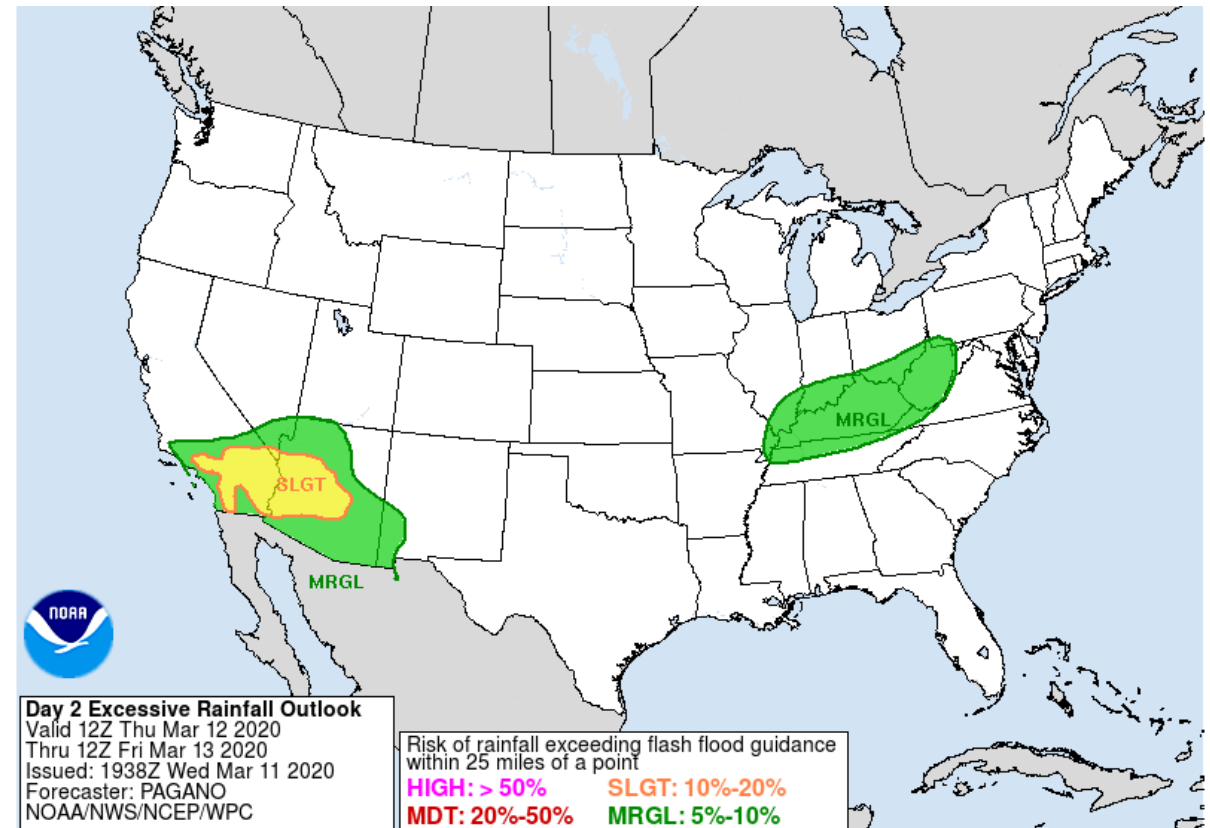 MRGL
SLGT
MRGL
NOAA
Day 2 Excessive Rainfall Outlook
Valid 12Z Thu Mar 12 2020
Thru 12Z Fri Mar 13 2020
Issued: 1938Z Wed Mar 11 2020
Forecaster: PAGANO
NOAA/NWS/NCEP/WPC
Risk of rainfall exceeding flash flood guidance
within 25 miles of a point
HIGH: > 50% SLGT: 10%-20%
MDT: 20%-50% MRGL: 5%-10%